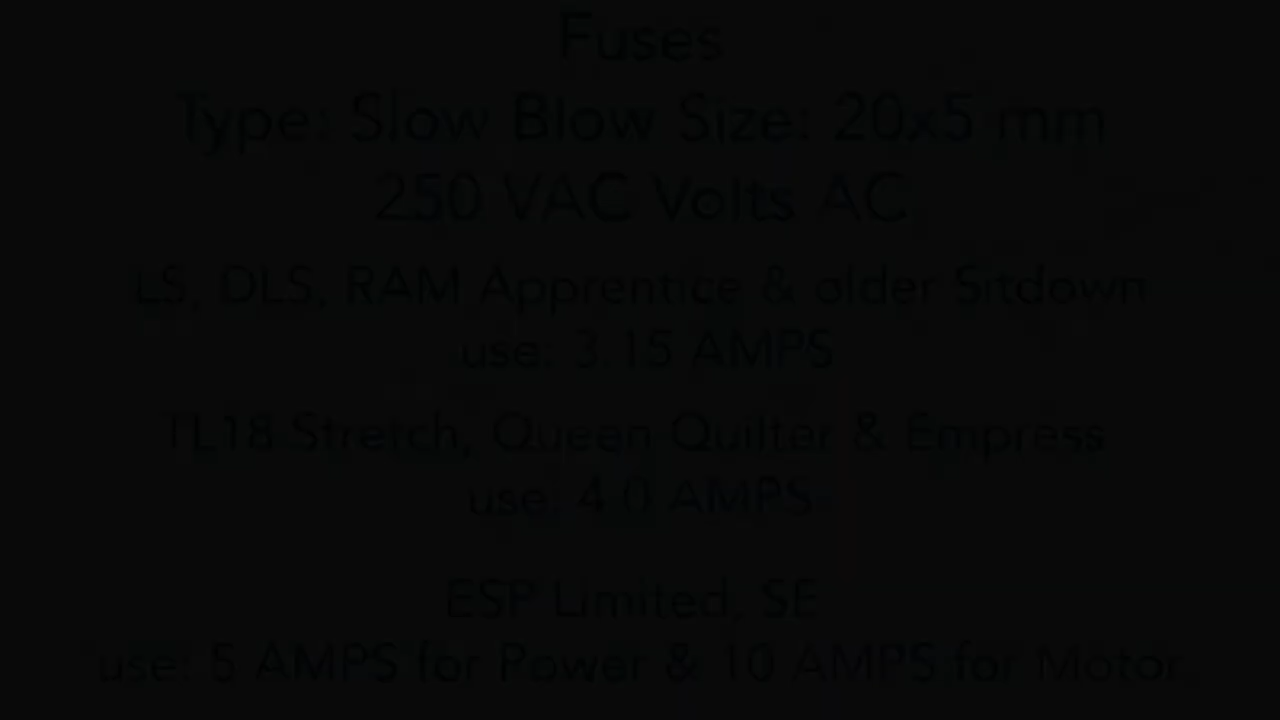 Fuses
Type: Slow Blow Size: 20x5 mm
250 VAC Volts AC
LS, DLS, RAM Apprentice & older Sitdown
use: 3.15 AMPS
TL18 Stretch, Queen Quilter & Empress
use: 4.0 AMPS
ESP Limited, SE
use: 5 AMPS for Power & 10 AMPS for Motor